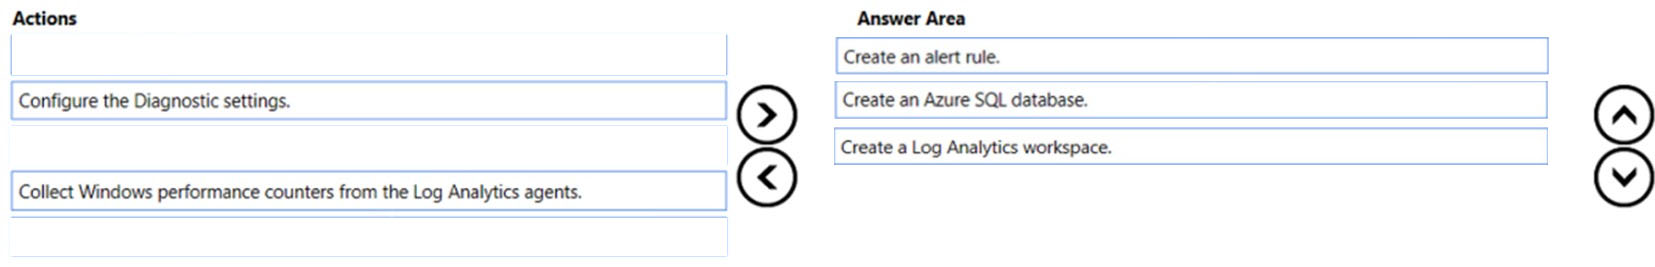 Actions
Configure the Diagnostic settings.
Collect Windows performance counters from the Log Analytics agents.
Answer Area
Create an alert rule.
Create an Azure SQL database.
Create a Log Analytics workspace.